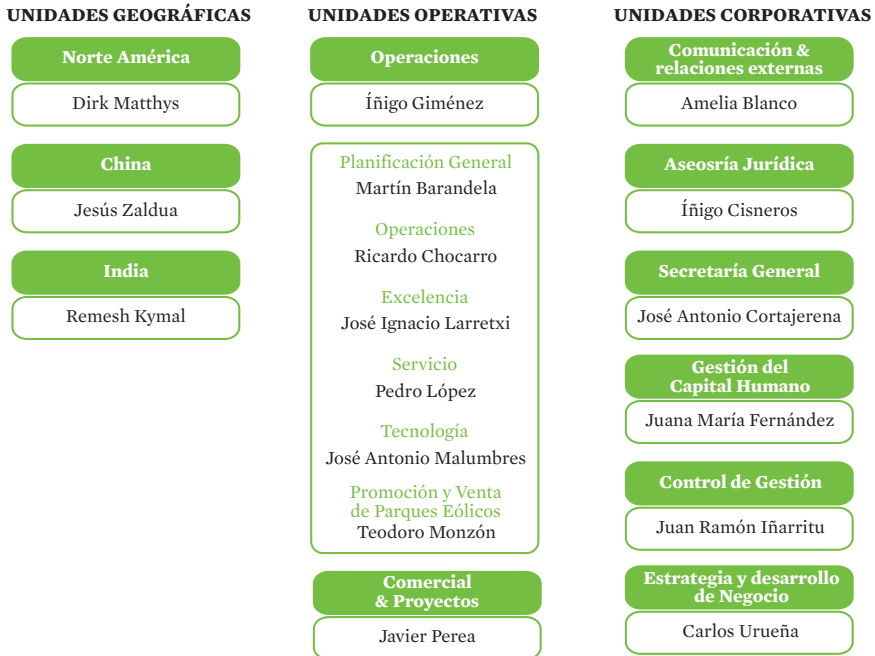 UNIDADES GEOGRÁFICAS
Norte América
Dirk Matthys
China
Jesús Zaldua
India
Remesh Kymal
UNIDADES OPERATIVAS
Operaciones
Íñigo Giménez
Planificación General
Martín Barandela
Operaciones
Ricardo Chocarro
Excelencia
José Ignacio Larretxi
Servicio
Pedro López
Tecnología
José Antonio Malumbres
Promoción y Venta
de Parques Eólicos
Teodoro Monzón
Comercial
& Proyectos
Javier Perea
UNIDADES CORPORATIVAS
Comunicación &
relaciones externas
Amelia Blanco
Aseosría Jurídica
Íñigo Cisneros
Secretaría General
José Antonio Cortajerena
Gestión del
Capital Humano
Juana María Fernández
Control de Gestión
Juan Ramón Iñarritu
Estrategia y desarrollo
de Negocio
Carlos Urueña